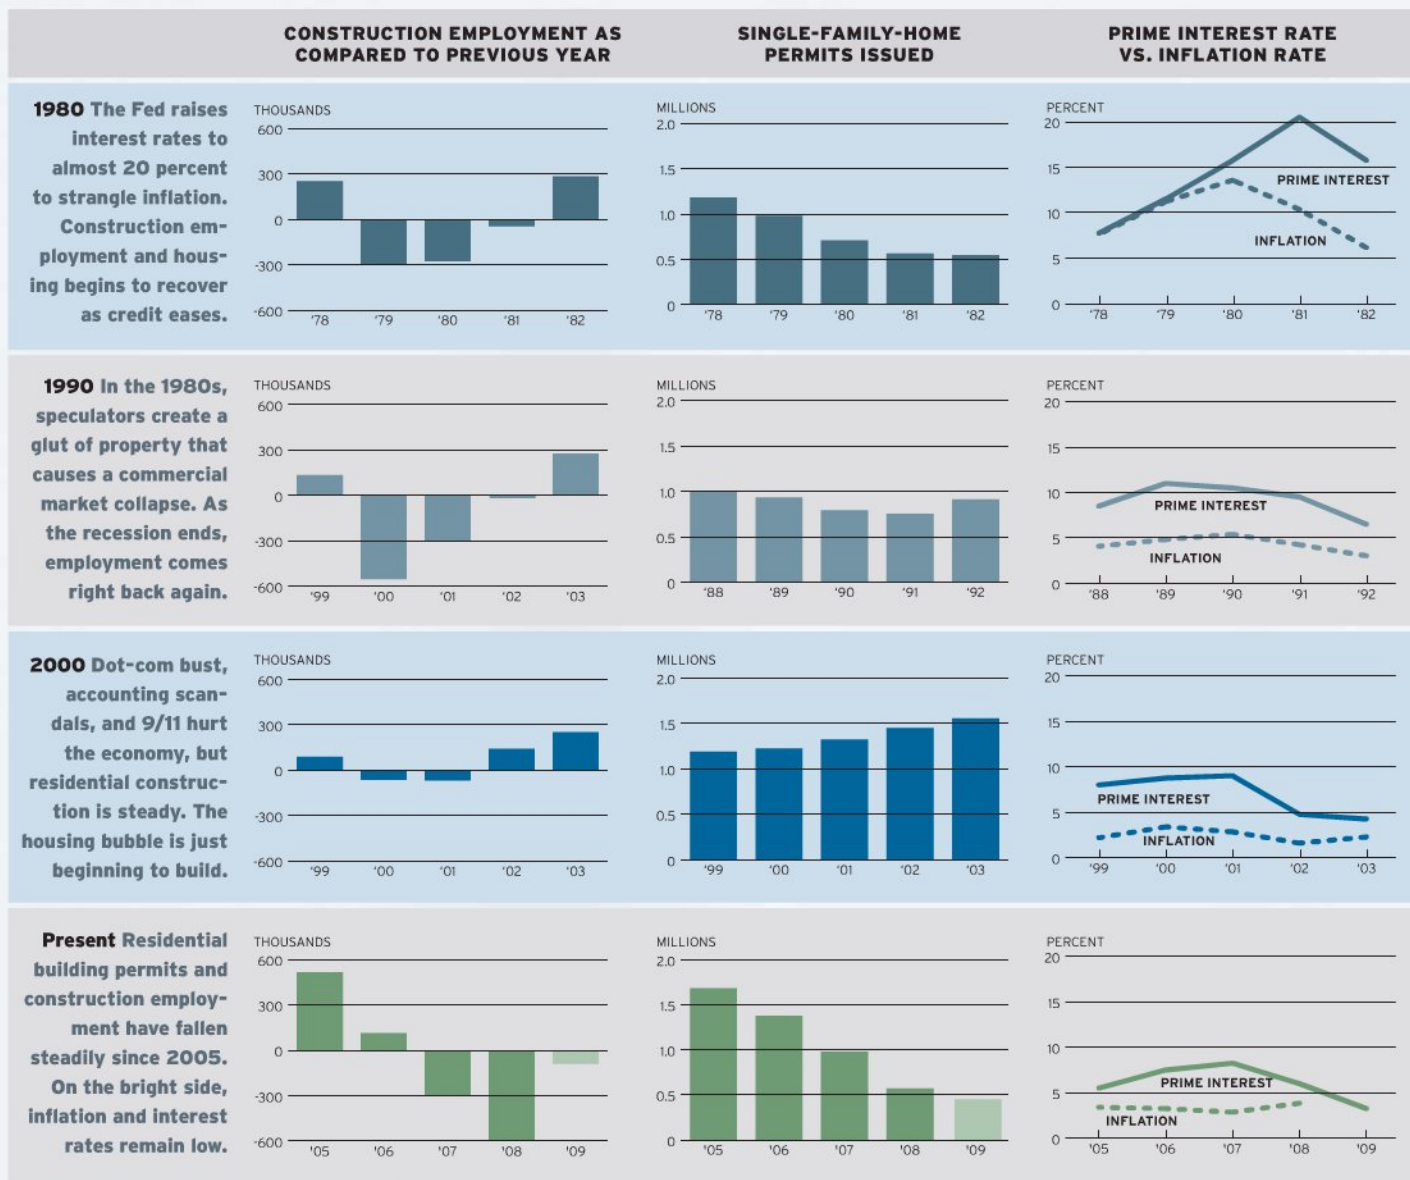 CONSTRUCTION EMPLOYMENT AS
COMPARED TO PREVIOUS YEAR
SINGLE-FAMILY-HOME
PERMITS ISSUED
PRIME INTEREST RATE
VS. INFLATION RATE
1980 The Fed raises
interest rates to
almost 20 percent
to strangle inflation.
Construction em-
ployment and hous-
ing begins to recover
as credit eases.
THOUSANDS
600
300
0
-300
-600
'78 '79 '80 '81 '82
MILLIONS
2.0
1.5
1.0
0.5
0
'78 '79 '80 '81 '82
PERCENT
20
15
10
5
0
PRIME INTEREST
INFLATION
'78 '79 '80 '81 '82
1990 In the 1980s,
speculators create a
glut of property that
causes a commercial
market collapse. As
the recession ends,
employment comes
right back again.
THOUSANDS
600
300
0
-300
-600
'99 '00 '01 '02 '03
MILLIONS
2.0
1.5
1.0
0.5
0
'88 '89 '90 '91 '92
PERCENT
20
15
10
5
0
PRIME INTEREST
INFLATION
'88 '89 '90 '91 '92
2000 Dot-com bust,
accounting scan-
dals, and 9/11 hurt
the economy, but
residential construc-
tion is steady. The
housing bubble is just
beginning to build.
THOUSANDS
600
300
0
-300
-600
'99 '00 '01 '02 '03
MILLIONS
2.0
1.5
1.0
0.5
0
'99 '00 '01 '02 '03
PERCENT
20
15
10
5
0
PRIME INTEREST
INFLATION
'99 '00 '01 '02 '03
Present Residential
building permits and
construction employ-
ment have fallen
steadily since 2005.
On the bright side,
inflation and interest
rates remain low.
THOUSANDS
600
300
0
-300
-600
'05 '06 '07 '08 '09
MILLIONS
2.0
1.5
1.0
0.5
0
'05 '06 '07 '08 '09
PERCENT
20
15
10
5
0
PRIME INTEREST
INFLATION
'05 '06 '07 '08 '09